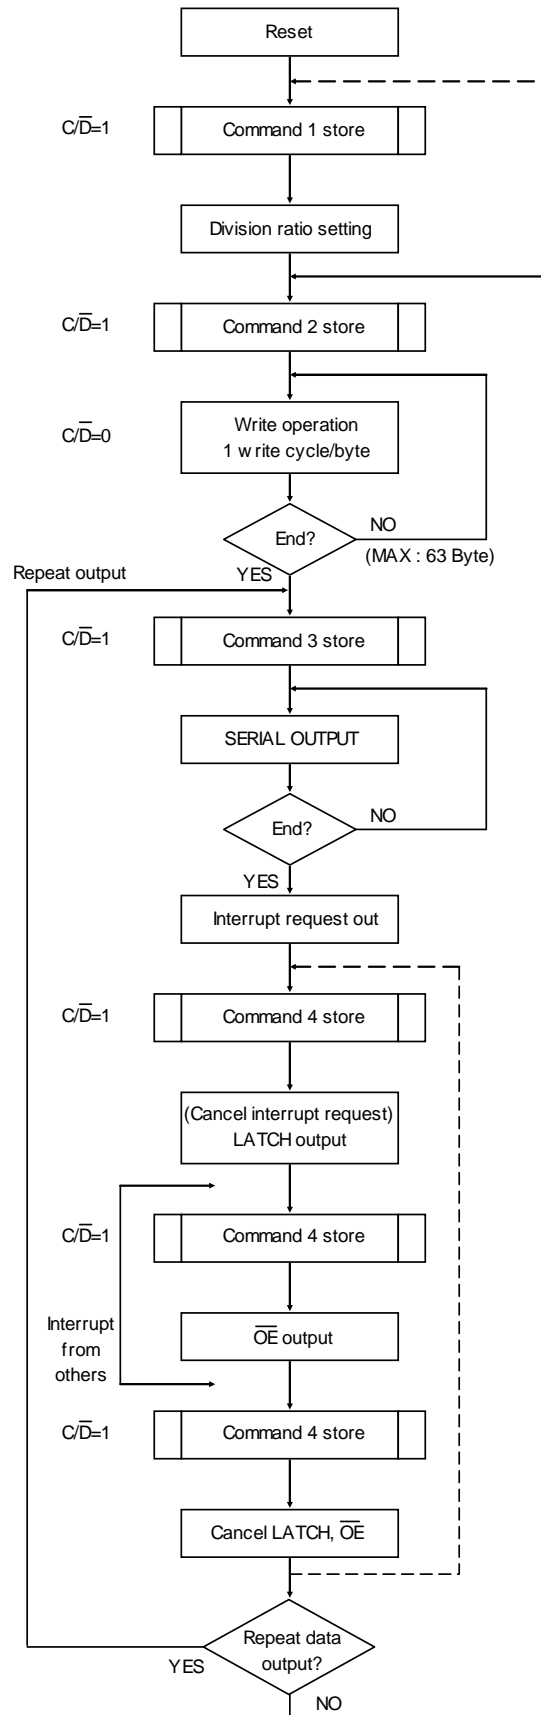 Reset
C/D̅=1
Command 1 store
Division ratio setting
C/D̅=1
Command 2 store
C/D̅=0
Write operation
1 write cycle/byte
End?
NO
(MAX : 63 Byte)
YES
Repeat output
C/D̅=1
Command 3 store
SERIAL OUTPUT
End?
NO
YES
Interrupt request out
C/D̅=1
Command 4 store
(Cancel interrupt request)
LATCH output
C/D̅=1
Command 4 store
Interrupt
from
others
O̅E̅ output
C/D̅=1
Command 4 store
Cancel LATCH, O̅E̅
Repeat data
output?
YES
NO